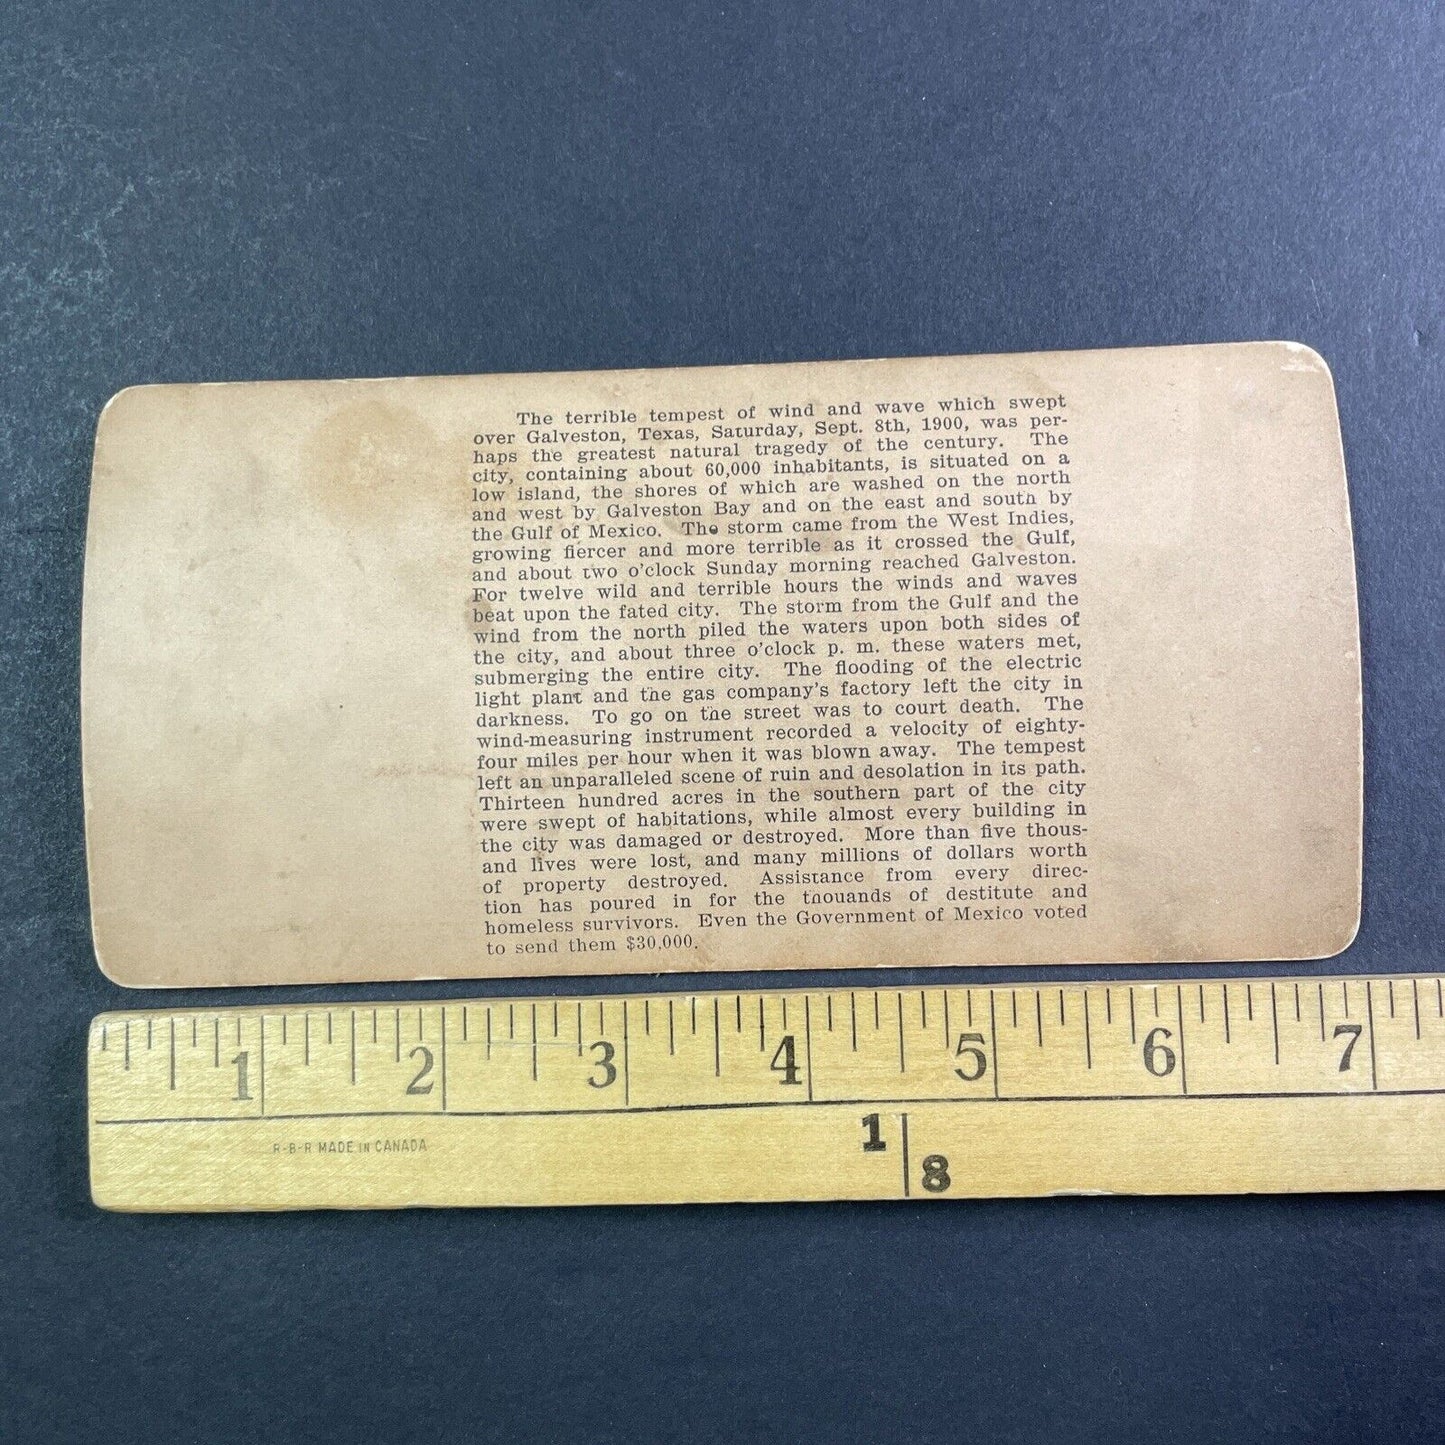 The terrible tempest of wind and wave which swept
over Galveston, Texas, Saturday, Sept. 8th, 1900, was per-
haps the greatest natural tragedy of the century. The
city, containing about 60,000 inhabitants, is situated on a
low island, the shores of which are washed on the north
and west by Galveston Bay and on the east and south by
the Gulf of Mexico. The storm came from the West Indies,
growing fiercer and more terrible as it crossed the Gulf,
and about two o'clock Sunday morning reached Galveston.
For twelve wild and terrible hours the winds and waves
beat upon the fated city. The storm from the Gulf and the
wind from the north piled the waters upon both sides of
the city, and about three o'clock p. m. these waters met,
submerging the entire city. The flooding of the electric
light plant and the gas company's factory left the city in
darkness. To go on the street was to court death. The
wind-measuring instrument recorded a velocity of eighty-
four miles per hour when it was blown away. The tempest
left an unparalleled scene of ruin and desolation in its path.
Thirteen hundred acres in the southern part of the city
were swept of habitations, while almost every building in
the city was damaged or destroyed. More than five thous-
and lives were lost, and many millions of dollars worth
of property destroyed. Assistance from every direc-
tion has poured in for the thouands of destitute and
homeless survivors. Even the Government of Mexico voted
to send them $30,000.
1 2 3 4 5 6 7
R-B-R MADE IN CANADA
1
8